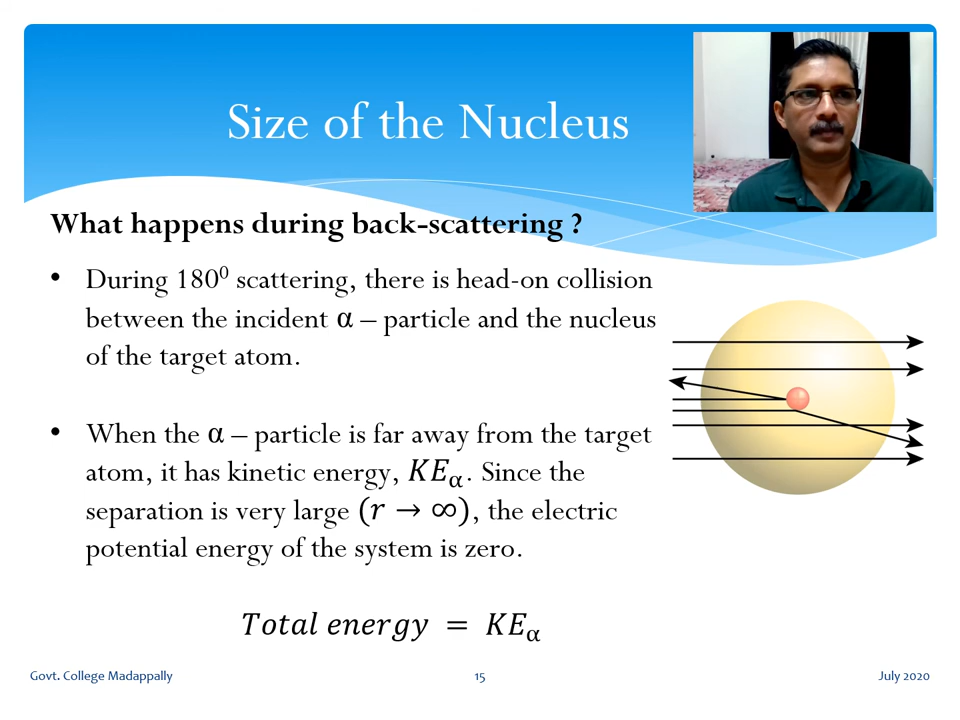 Size of the Nucleus
What happens during back-scattering ?
• During 180⁰ scattering, there is head-on collision
between the incident α – particle and the nucleus
of the target atom.
• When the α – particle is far away from the target
atom, it has kinetic energy, 𝐾𝐸α. Since the
separation is very large (𝑟 → ∞), the electric
potential energy of the system is zero.
𝑇𝑜𝑡𝑎𝑙 𝑒𝑛𝑒𝑟𝑔𝑦 = 𝐾𝐸α
Govt. College Madappally 15 July 2020